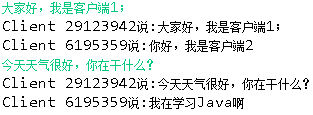 大家好，我是客户端1；
Client 29123942说:大家好，我是客户端1；
Client 6195359说:你好，我是客户端2
今天天气很好，你在干什么？
Client 29123942说:今天天气很好，你在干什么？
Client 6195359说:我在学习Java啊